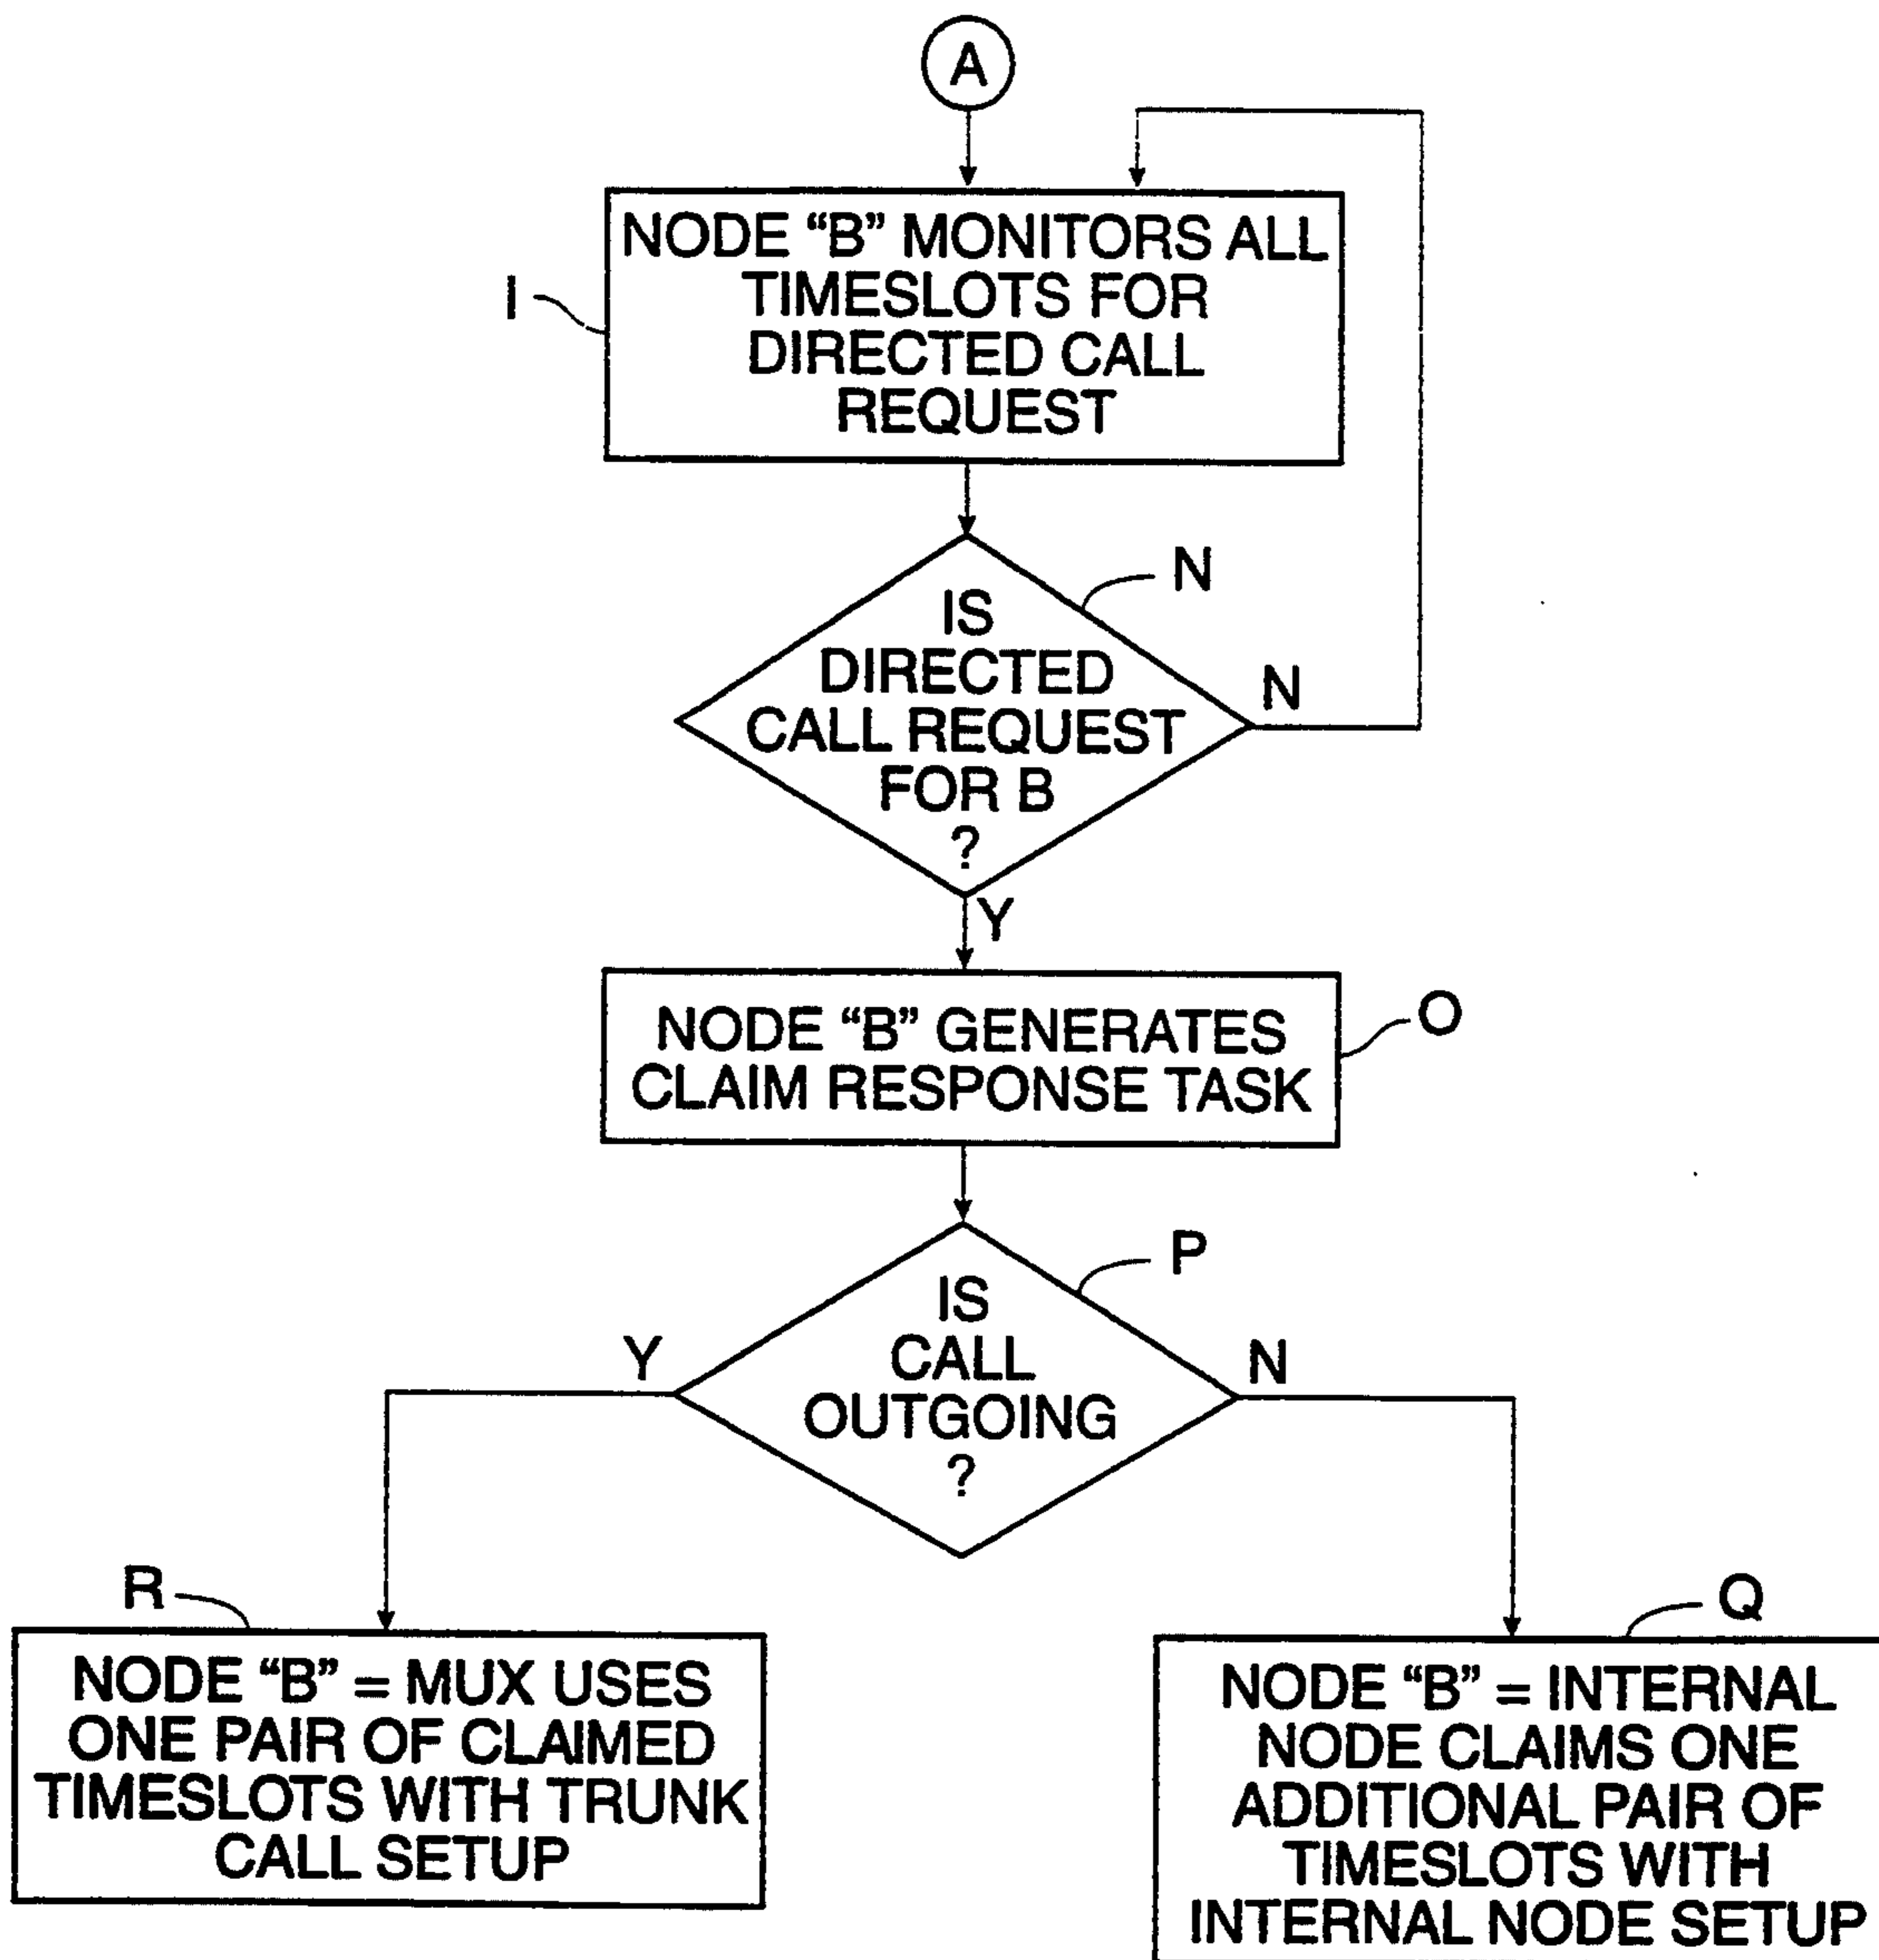 A
NODE “B” MONITORS ALL
TIMESLOTS FOR
DIRECTED CALL
REQUEST
I
N
IS
DIRECTED
CALL REQUEST
FOR B
?
N
Y
NODE “B” GENERATES
CLAIM RESPONSE TASK
O
P
IS
CALL
OUTGOING
?
Y
N
R
NODE “B” = MUX USES
ONE PAIR OF CLAIMED
TIMESLOTS WITH TRUNK
CALL SETUP
Q
NODE “B” = INTERNAL
NODE CLAIMS ONE
ADDITIONAL PAIR OF
TIMESLOTS WITH
INTERNAL NODE SETUP